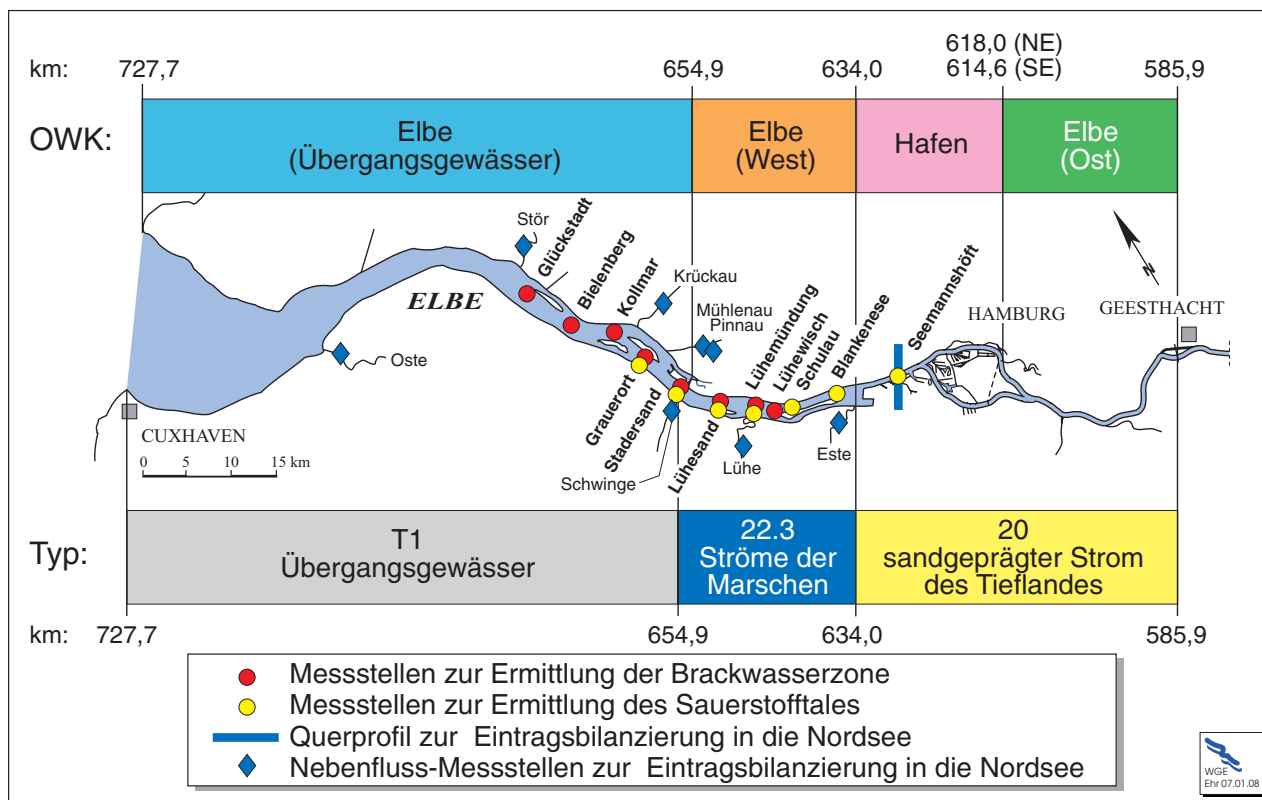 618,0 (NE)
km: 727,7 654,9 634,0 614,6 (SE) 585,9
OWK:
Elbe
(Übergangsgewässer)
Elbe
(West)
Hafen
Elbe
(Ost)
Stör
Glückstadt
Bielenberg
Kollmar
Krückau
Mühlenau
Pinnau
ELBE
Oste
CUXHAVEN
0 5 10 15 km
Grauerort
Stadersand
Schwinge
Lühesand
Lühe
Lühemündung
Lühewisch
Schulau
Blankenese
Este
Seemannshöft
HAMBURG
N
GEESTHACHT
Typ:
T1
Übergangsgewässer
22.3
Ströme der
Marschen
20
sandgeprägter Strom
des Tieflandes
km: 727,7 654,9 634,0 585,9
Messstellen zur Ermittlung der Brackwasserzone
Messstellen zur Ermittlung des Sauerstofftales
Querprofil zur Eintragsbilanzierung in die Nordsee
Nebenfluss-Messstellen zur Eintragsbilanzierung in die Nordsee
WGE
Ehr 07.01.08